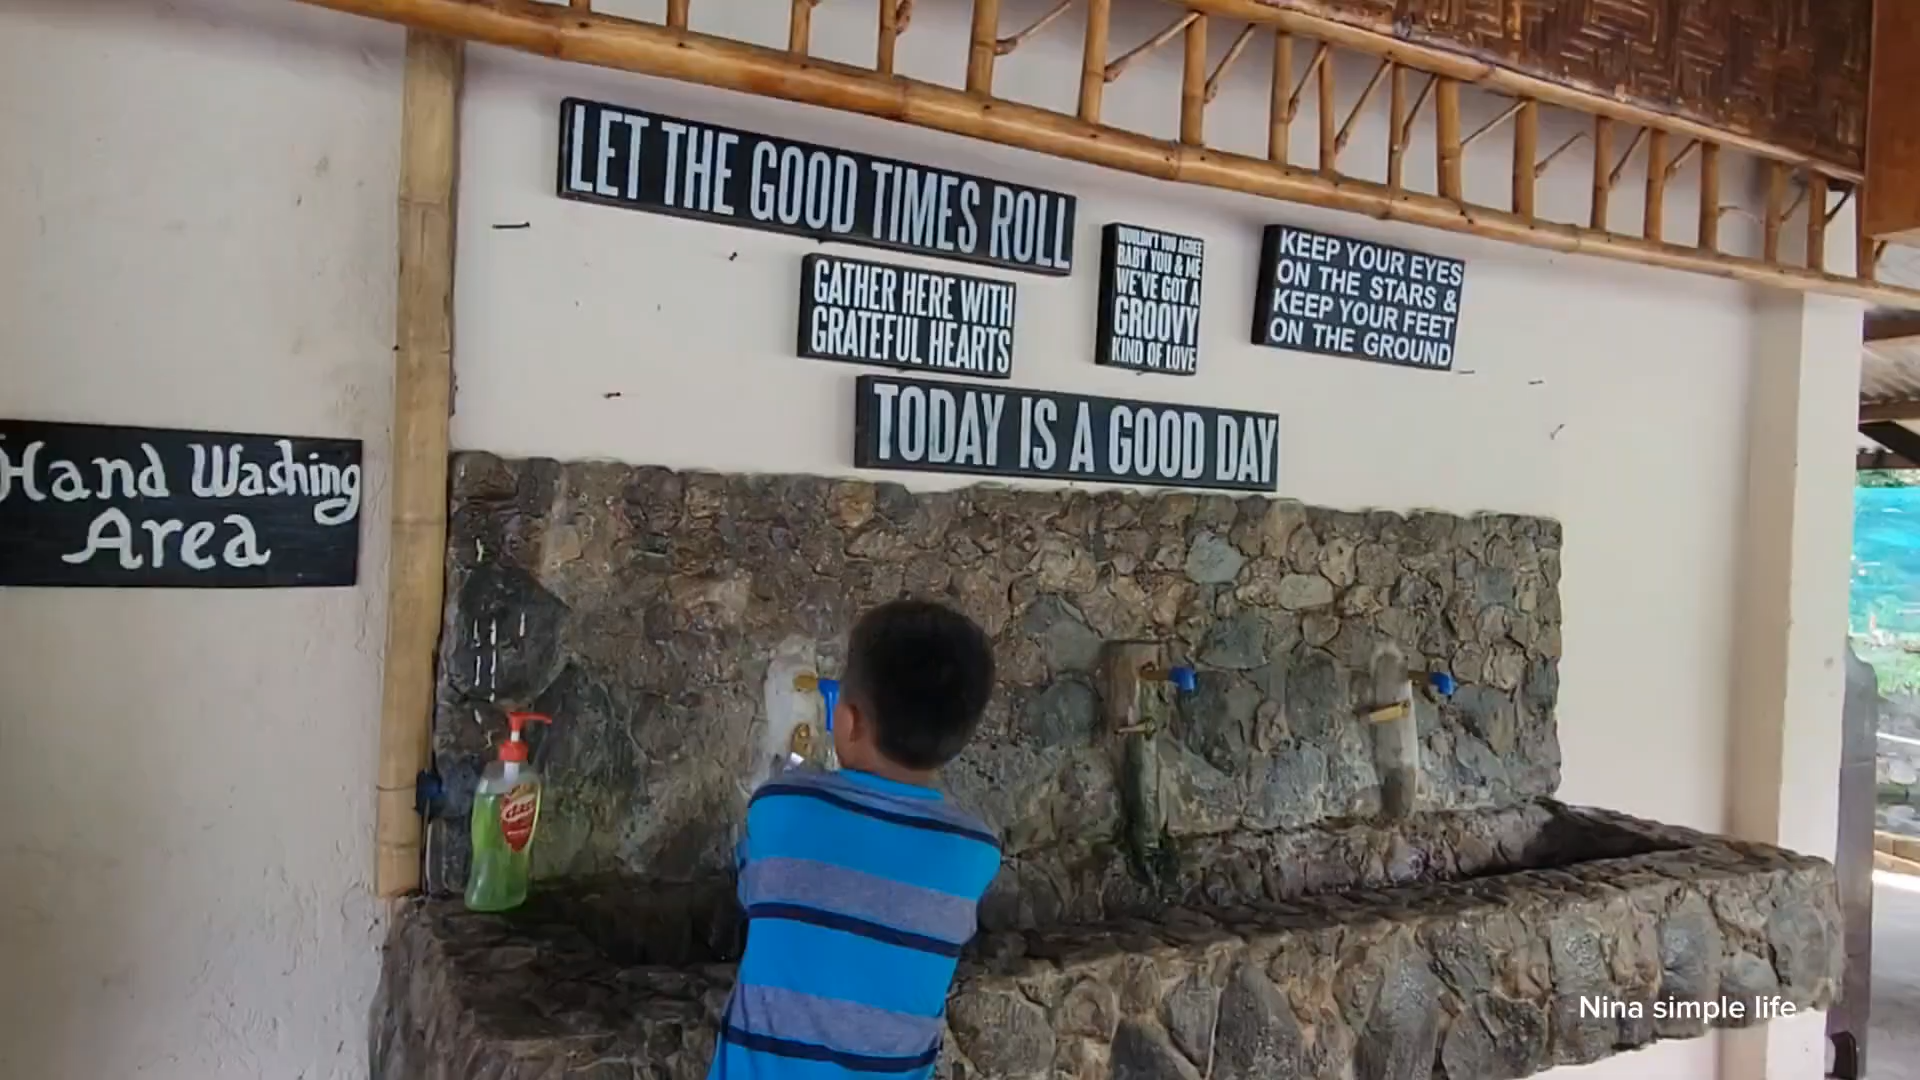 LET THE GOOD TIMES ROLL
GATHER HERE WITH
GRATEFUL HEARTS
WOULDN'T YOU AGREE
BABY YOU & ME
WE'VE GOT A
GROOVY
KIND OF LOVE
KEEP YOUR EYES
ON THE STARS &
KEEP YOUR FEET
ON THE GROUND
TODAY IS A GOOD DAY
Hand Washing
Area
Nina simple life